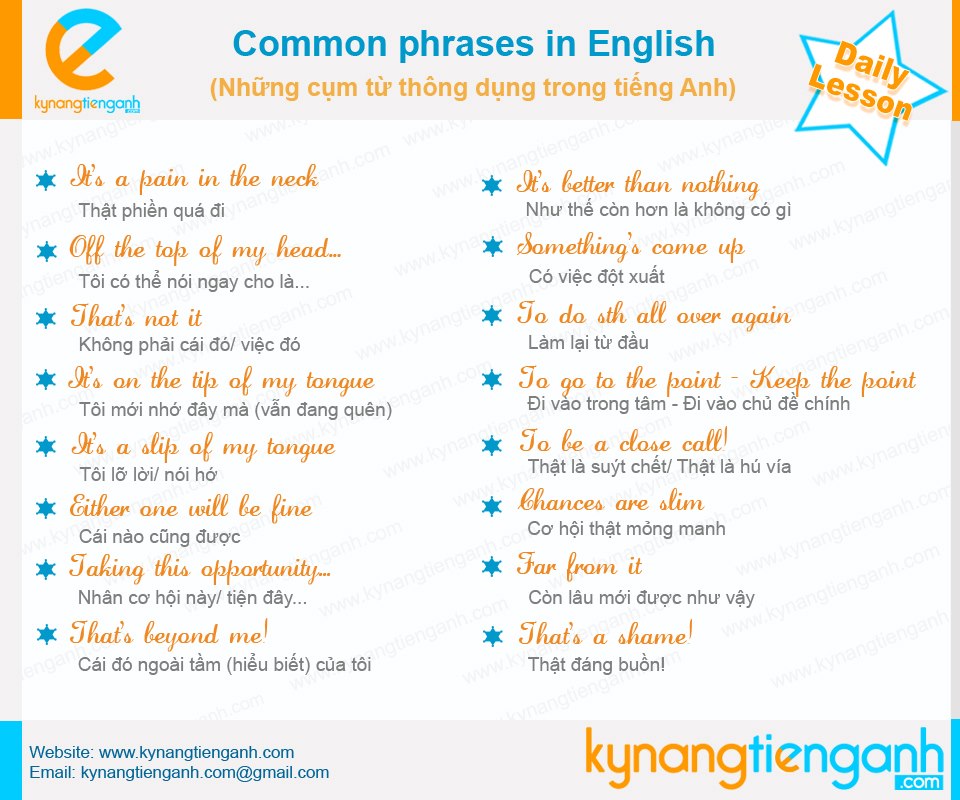 kynangtienganh.com
Common phrases in English
(Những cụm từ thông dụng trong tiếng Anh)
Daily
Lesson
It's a pain in the neck
Thật phiền quá đi
Off the top of my head...
Tôi có thể nói ngay cho là...
That's not it
Không phải cái đó/ việc đó
It's on the tip of my tongue
Tôi mới nhớ đây mà (vẫn đang quên)
It's a slip of my tongue
Tôi lỡ lời/ nói hớ
Either one will be fine
Cái nào cũng được
Taking this opportunity...
Nhân cơ hội này/ tiện đây...
That's beyond me!
Cái đó ngoài tầm (hiểu biết) của tôi
It's better than nothing
Như thế còn hơn là không có gì
Something's come up
Có việc đột xuất
To do sth all over again
Làm lại từ đầu
To go to the point - Keep the point
Đi vào trong tâm - Đi vào chủ đề chính
To be a close call!
Thật là suýt chết/ Thật là hú vía
Chances are slim
Cơ hội thật mỏng manh
Far from it
Còn lâu mới được như vậy
That's a shame!
Thật đáng buồn!
Website: www.kynangtienganh.com
Email: kynangtienganh.com@gmail.com
kynangtienganh
.com